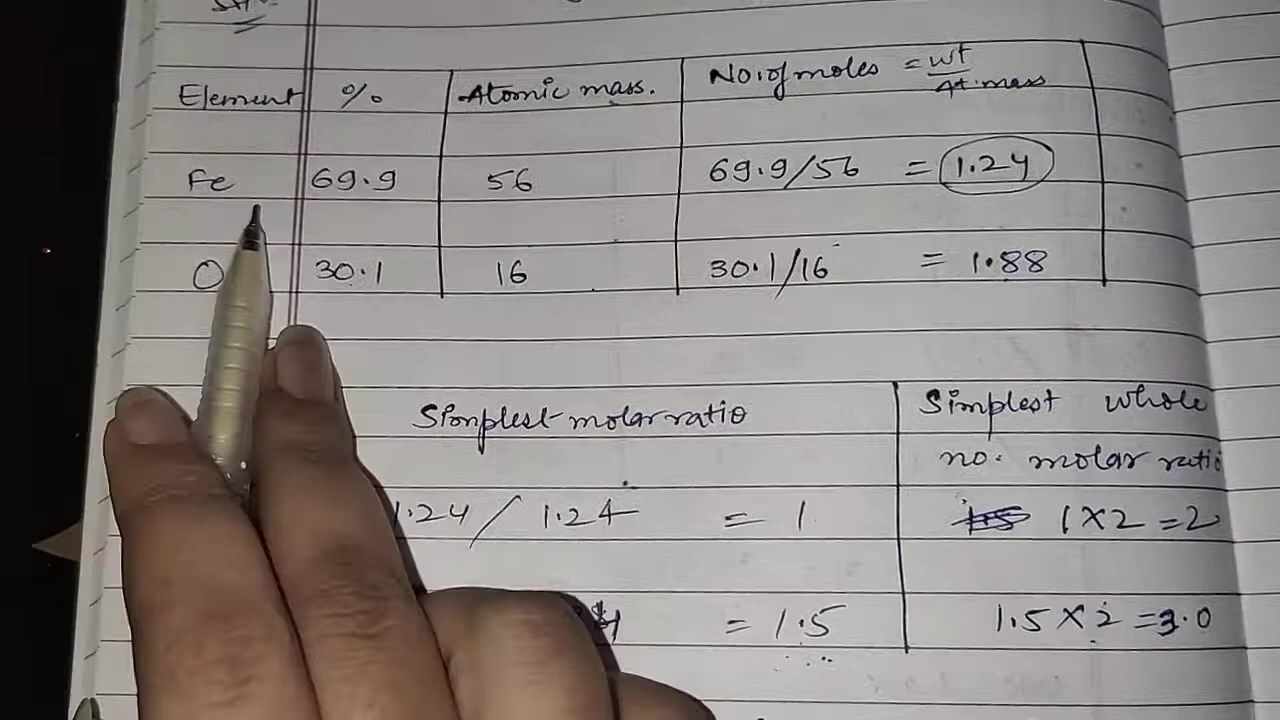 Element % Atomic mass. No. of moles = wt / At. mass
Fe 69.9 56 69.9/56 = 1.24
O 30.1 16 30.1/16 = 1.88
Simplest molar ratio Simplest whole
no. molar ratio
1.24 / 1.24 = 1 1×2 =2
= 1.5 1.5×2 =3.0